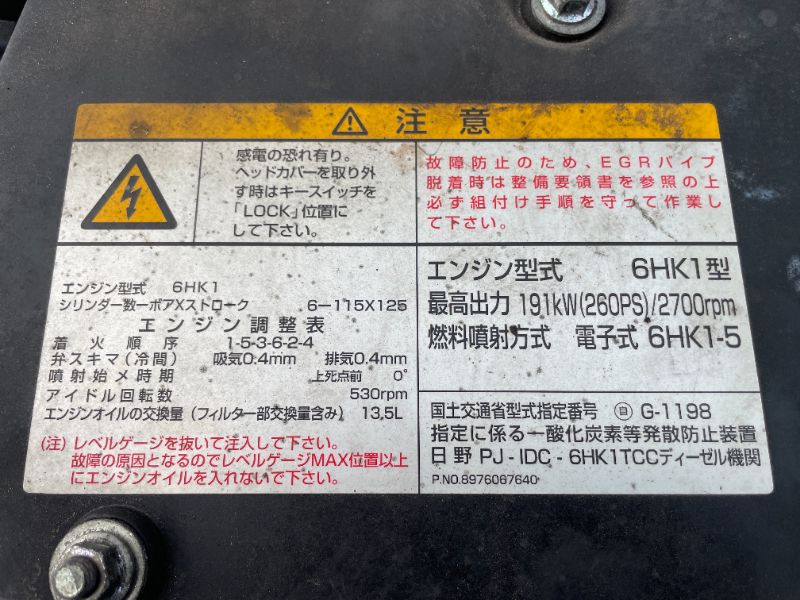 注意
感電の恐れ有り。
ヘッドカバーを取り外
す時はキースイッチを
「LOCK」位置に
して下さい。
故障防止のため、EGRパイプ
脱着時は整備要領書を参照の上
必ず組付け手順を守って作業し
て下さい。
エンジン型式 6HK1
シリンダー数－ボアXストローク 6－115X125
エンジン調整表
着火順序 1-5-3-6-2-4
弁スキマ(冷間) 吸気0.4mm 排気0.4mm
噴射始メ時期 上死点前 0°
アイドル回転数 530rpm
エンジンオイルの交換量(フィルター部交換量含み) 13.5L
(注)レベルゲージを抜いて注入して下さい。
故障の原因となるのでレベルゲージMAX位置以上
にエンジンオイルを入れないで下さい。
エンジン型式 6HK1型
最高出力 191kW(260PS)/2700rpm
燃料噴射方式 電子式 6HK1-5
国土交通省型式指定番号 自 G-1198
指定に係る一酸化炭素等発散防止装置
日野 PJ-IDC-6HK1TCCディーゼル機関
P.NO.8976067640